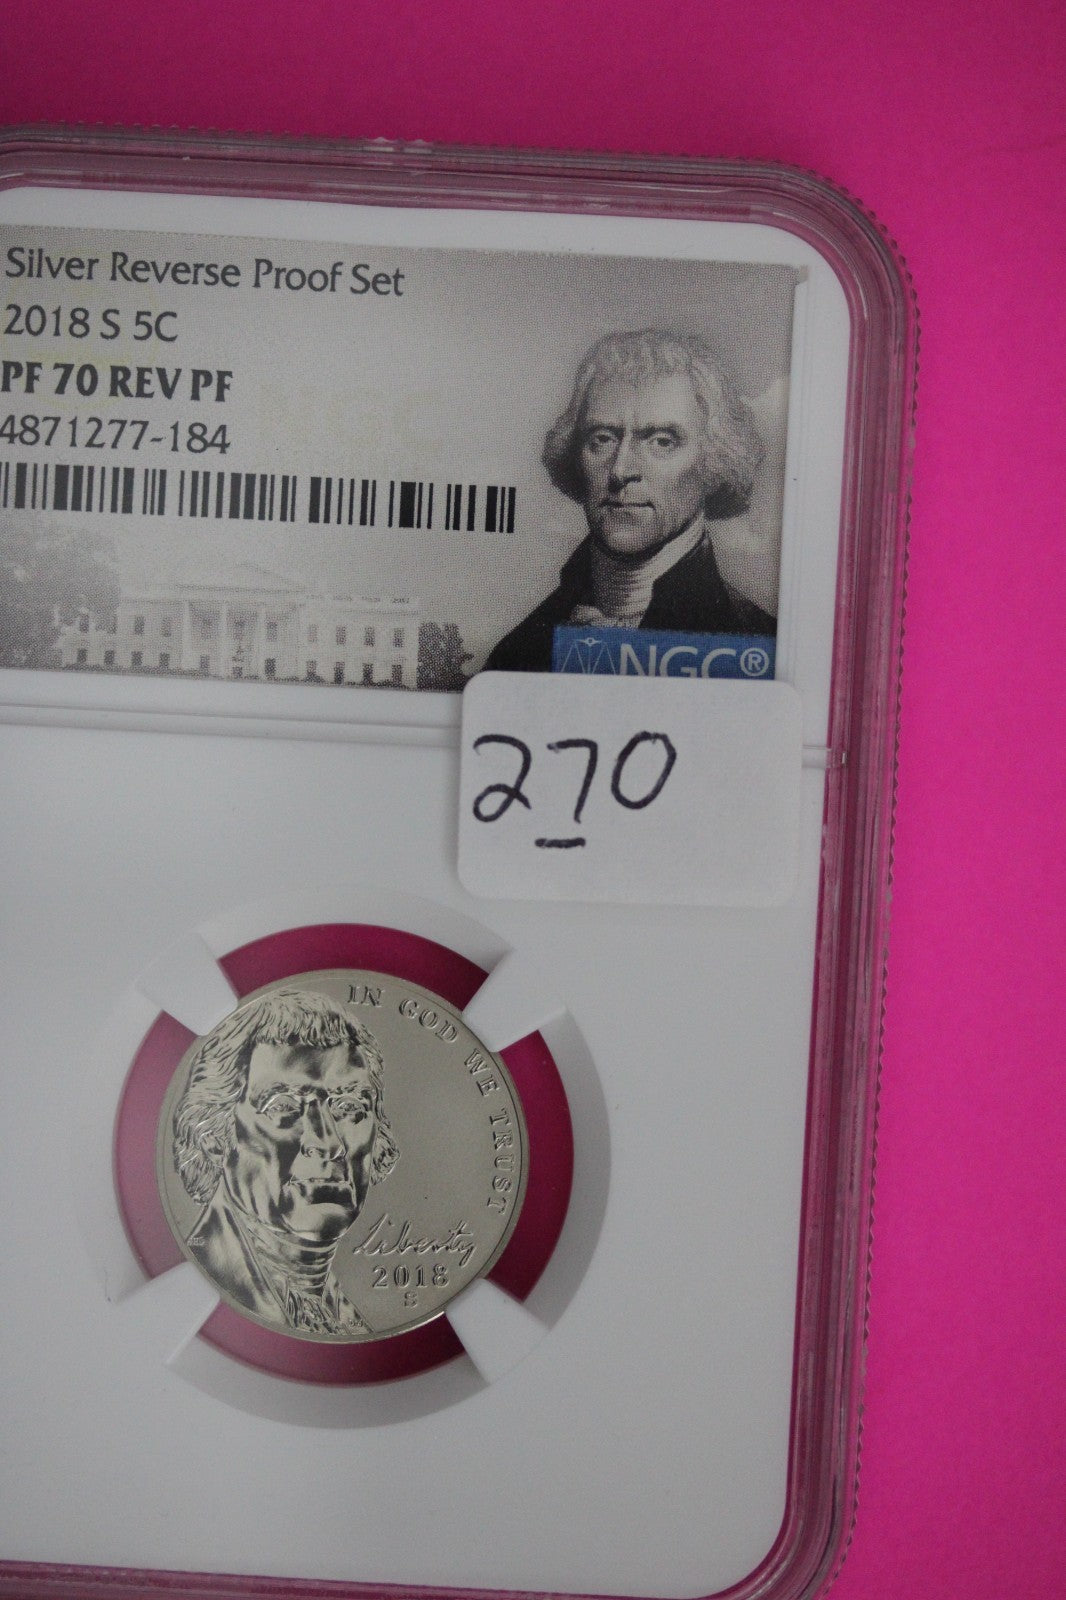 Silver Reverse Proof Set
2018 S 5C
PF 70 REV PF
4871277-184
NGC®
270
IN GOD WE TRUST
Liberty
2018
S